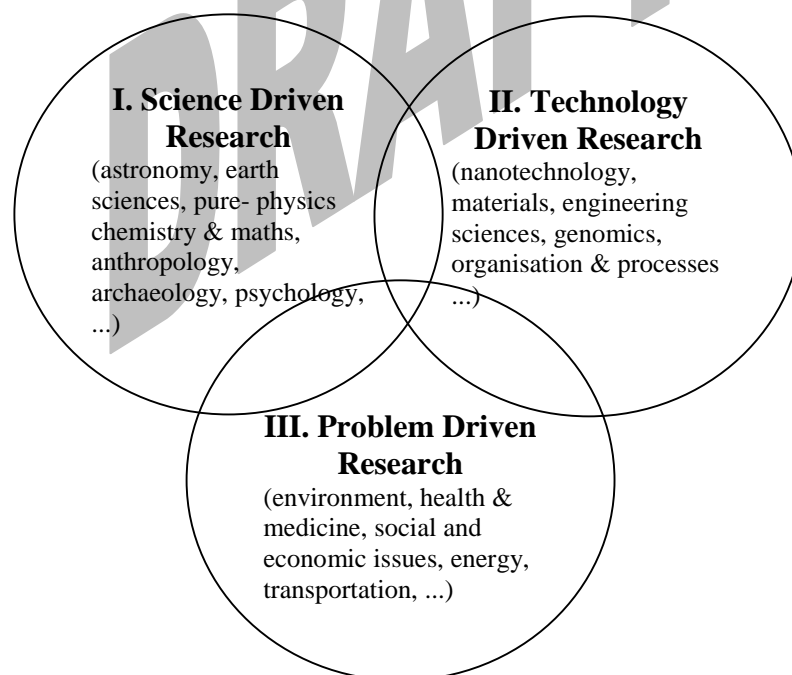 DRAFT
I. Science Driven
Research
(astronomy, earth
sciences, pure- physics
chemistry & maths,
anthropology,
archaeology, psychology,
...)
II. Technology
Driven Research
(nanotechnology,
materials, engineering
sciences, genomics,
organisation & processes
...)
III. Problem Driven
Research
(environment, health &
medicine, social and
economic issues, energy,
transportation, ...)